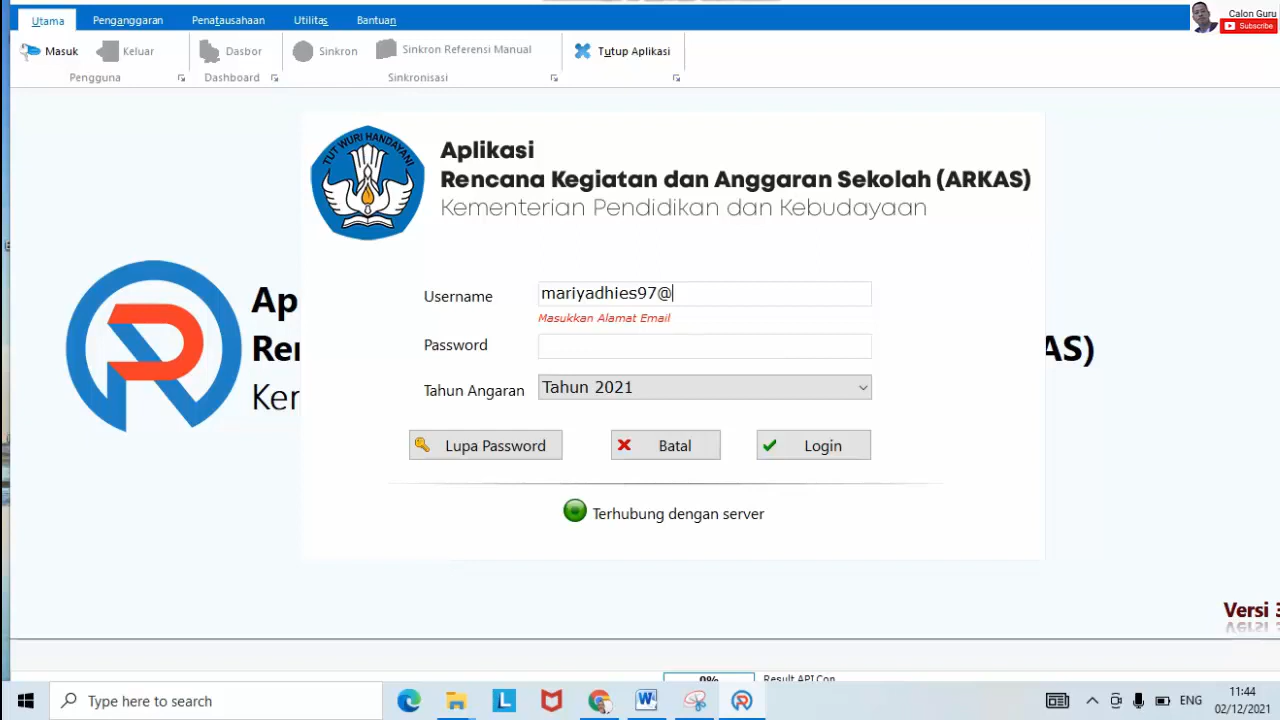 Utama Penganggaran Penatausahaan Utilitas Bantuan
Calon Guru
Subscribe
Masuk Keluar Dasbor Sinkron Sinkron Referensi Manual Tutup Aplikasi
Pengguna Dashboard Sinkronisasi
TUT WURI HANDAYANI
Aplikasi
Rencana Kegiatan dan Anggaran Sekolah (ARKAS)
Kementerian Pendidikan dan Kebudayaan
Ap
Ren
AS)
Ker
Username mariyadhies97@
Masukkan Alamat Email
Password
Tahun Angaran Tahun 2021
Lupa Password Batal Login
Terhubung dengan server
Versi 3
0% Result API Con
Type here to search
ENG
11:44
02/12/2021